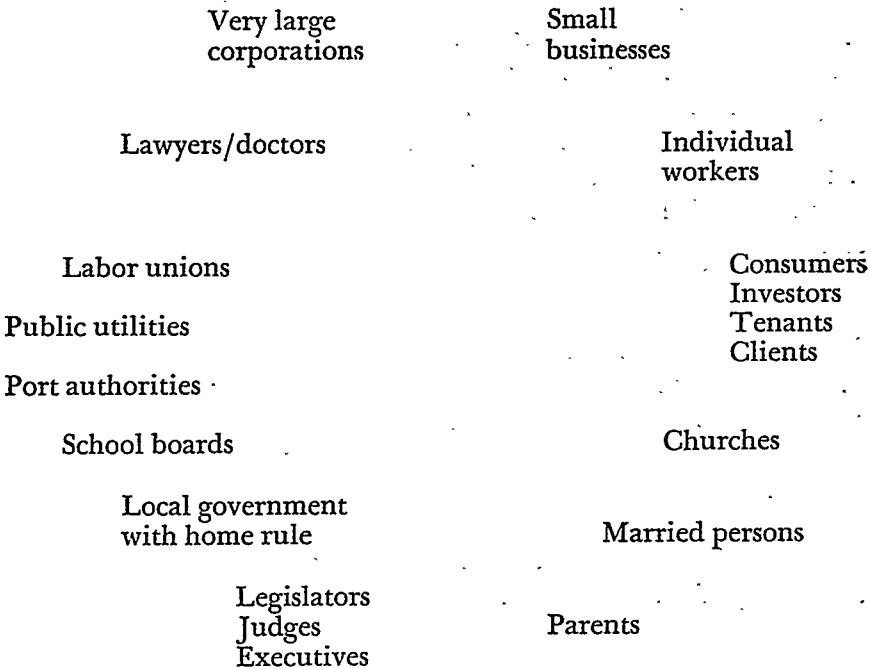 Very large
corporations
Small
businesses
Lawyers/doctors
Individual
workers
Labor unions
Consumers
Investors
Tenants
Clients
Public utilities
Port authorities
School boards
Churches
Local government
with home rule
Married persons
Legislators
Judges
Executives
Parents